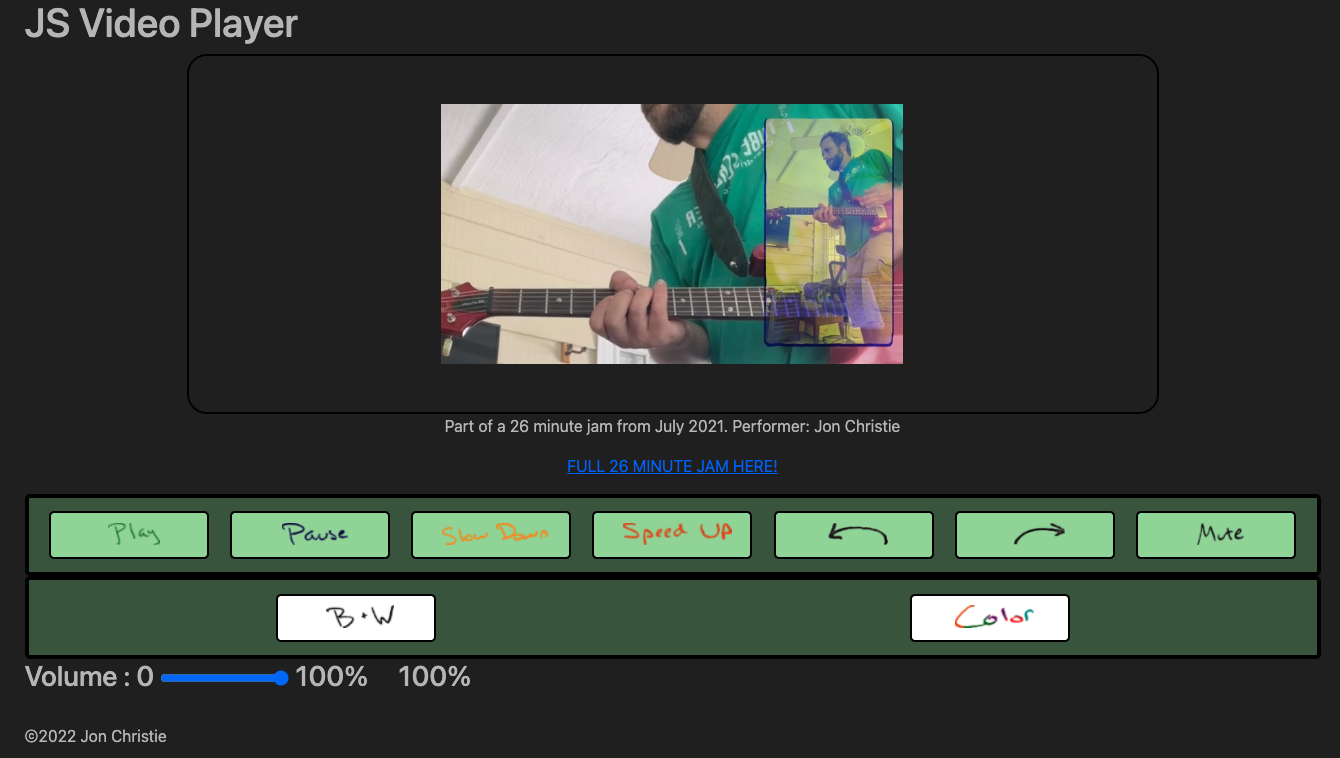 JS Video Player
Part of a 26 minute jam from July 2021. Performer: Jon Christie
FULL 26 MINUTE JAM HERE!
Play Pause Slow Down Speed UP Mute
B+W Color
Volume : 0 100% 100%
©2022 Jon Christie